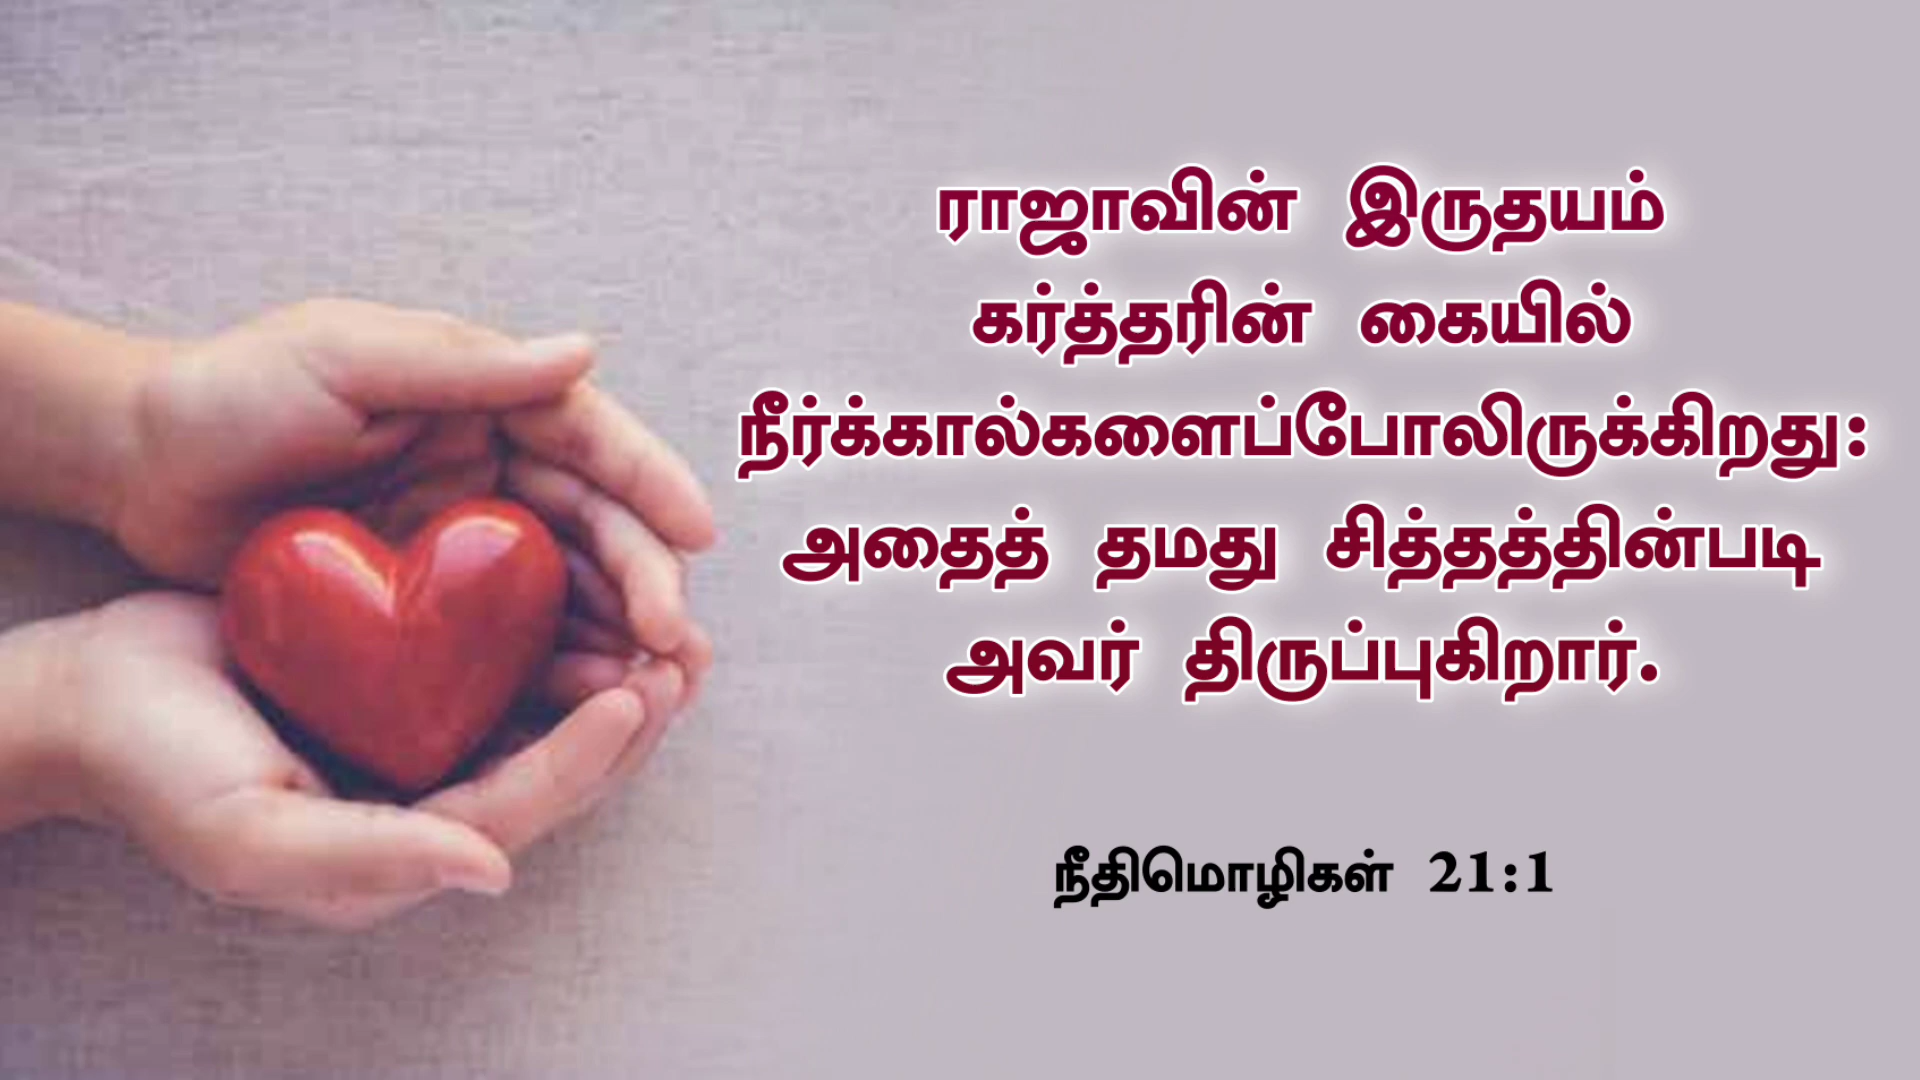 ராஜாவின் இருதயம்
கர்த்தரின் கையில்
நீர்க்கால்களைப்போலிருக்கிறது:
அதைத் தமது சித்தத்தின்படி
அவர் திருப்புகிறார்.
நீதிமொழிகள் 21:1